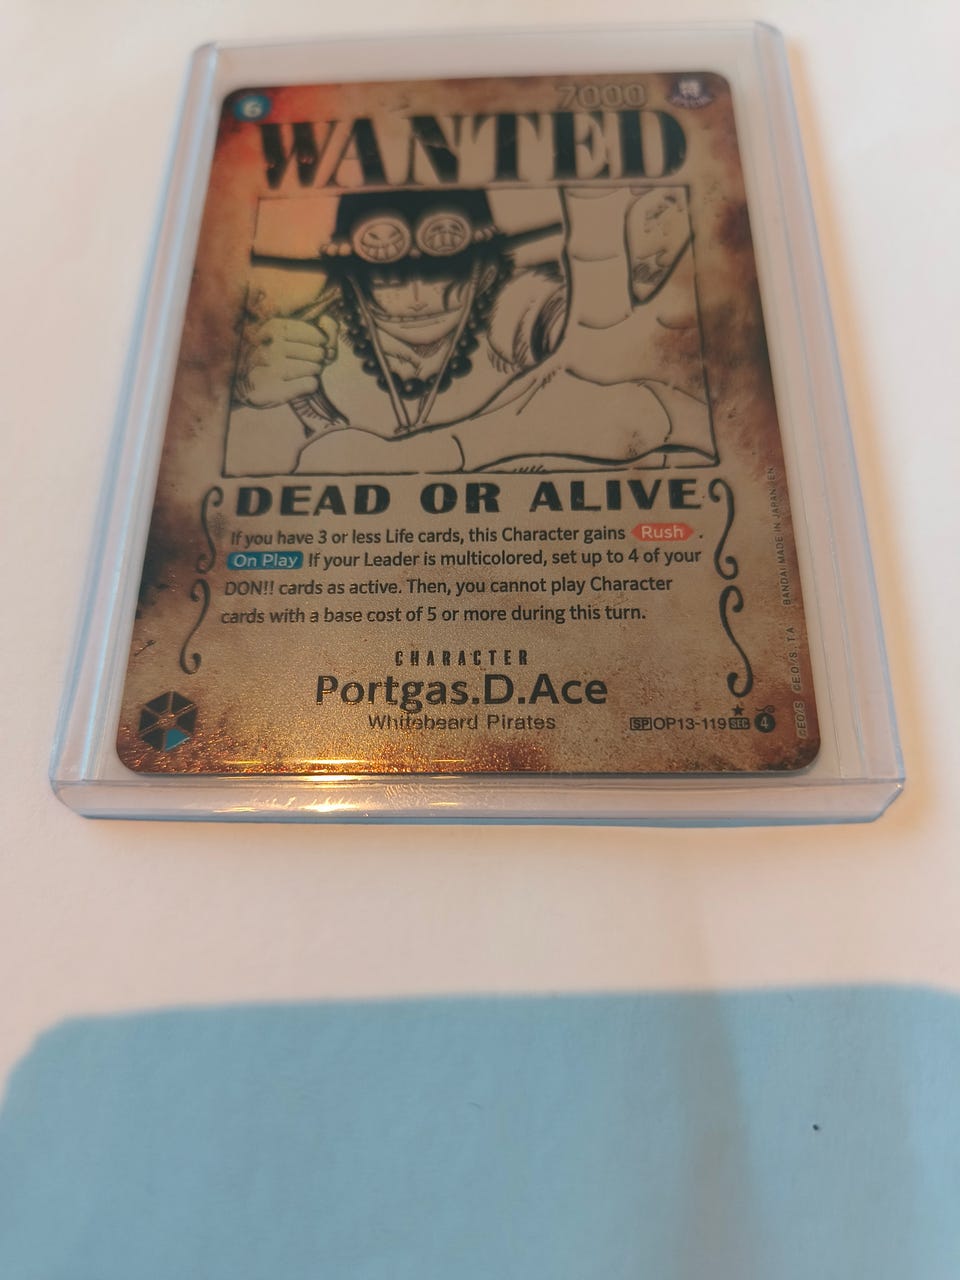 6
7000
特
WANTED
DEAD OR ALIVE
If you have 3 or less Life cards, this Character gains Rush .
On Play If your Leader is multicolored, set up to 4 of your
DON!! cards as active. Then, you cannot play Character
cards with a base cost of 5 or more during this turn.
CHARACTER
Portgas.D.Ace
Whitebeard Pirates
SP OP13-119 SEC 4
©E.O/S. ©E.O./S.,T.A BANDAI MADE IN JAPAN EN